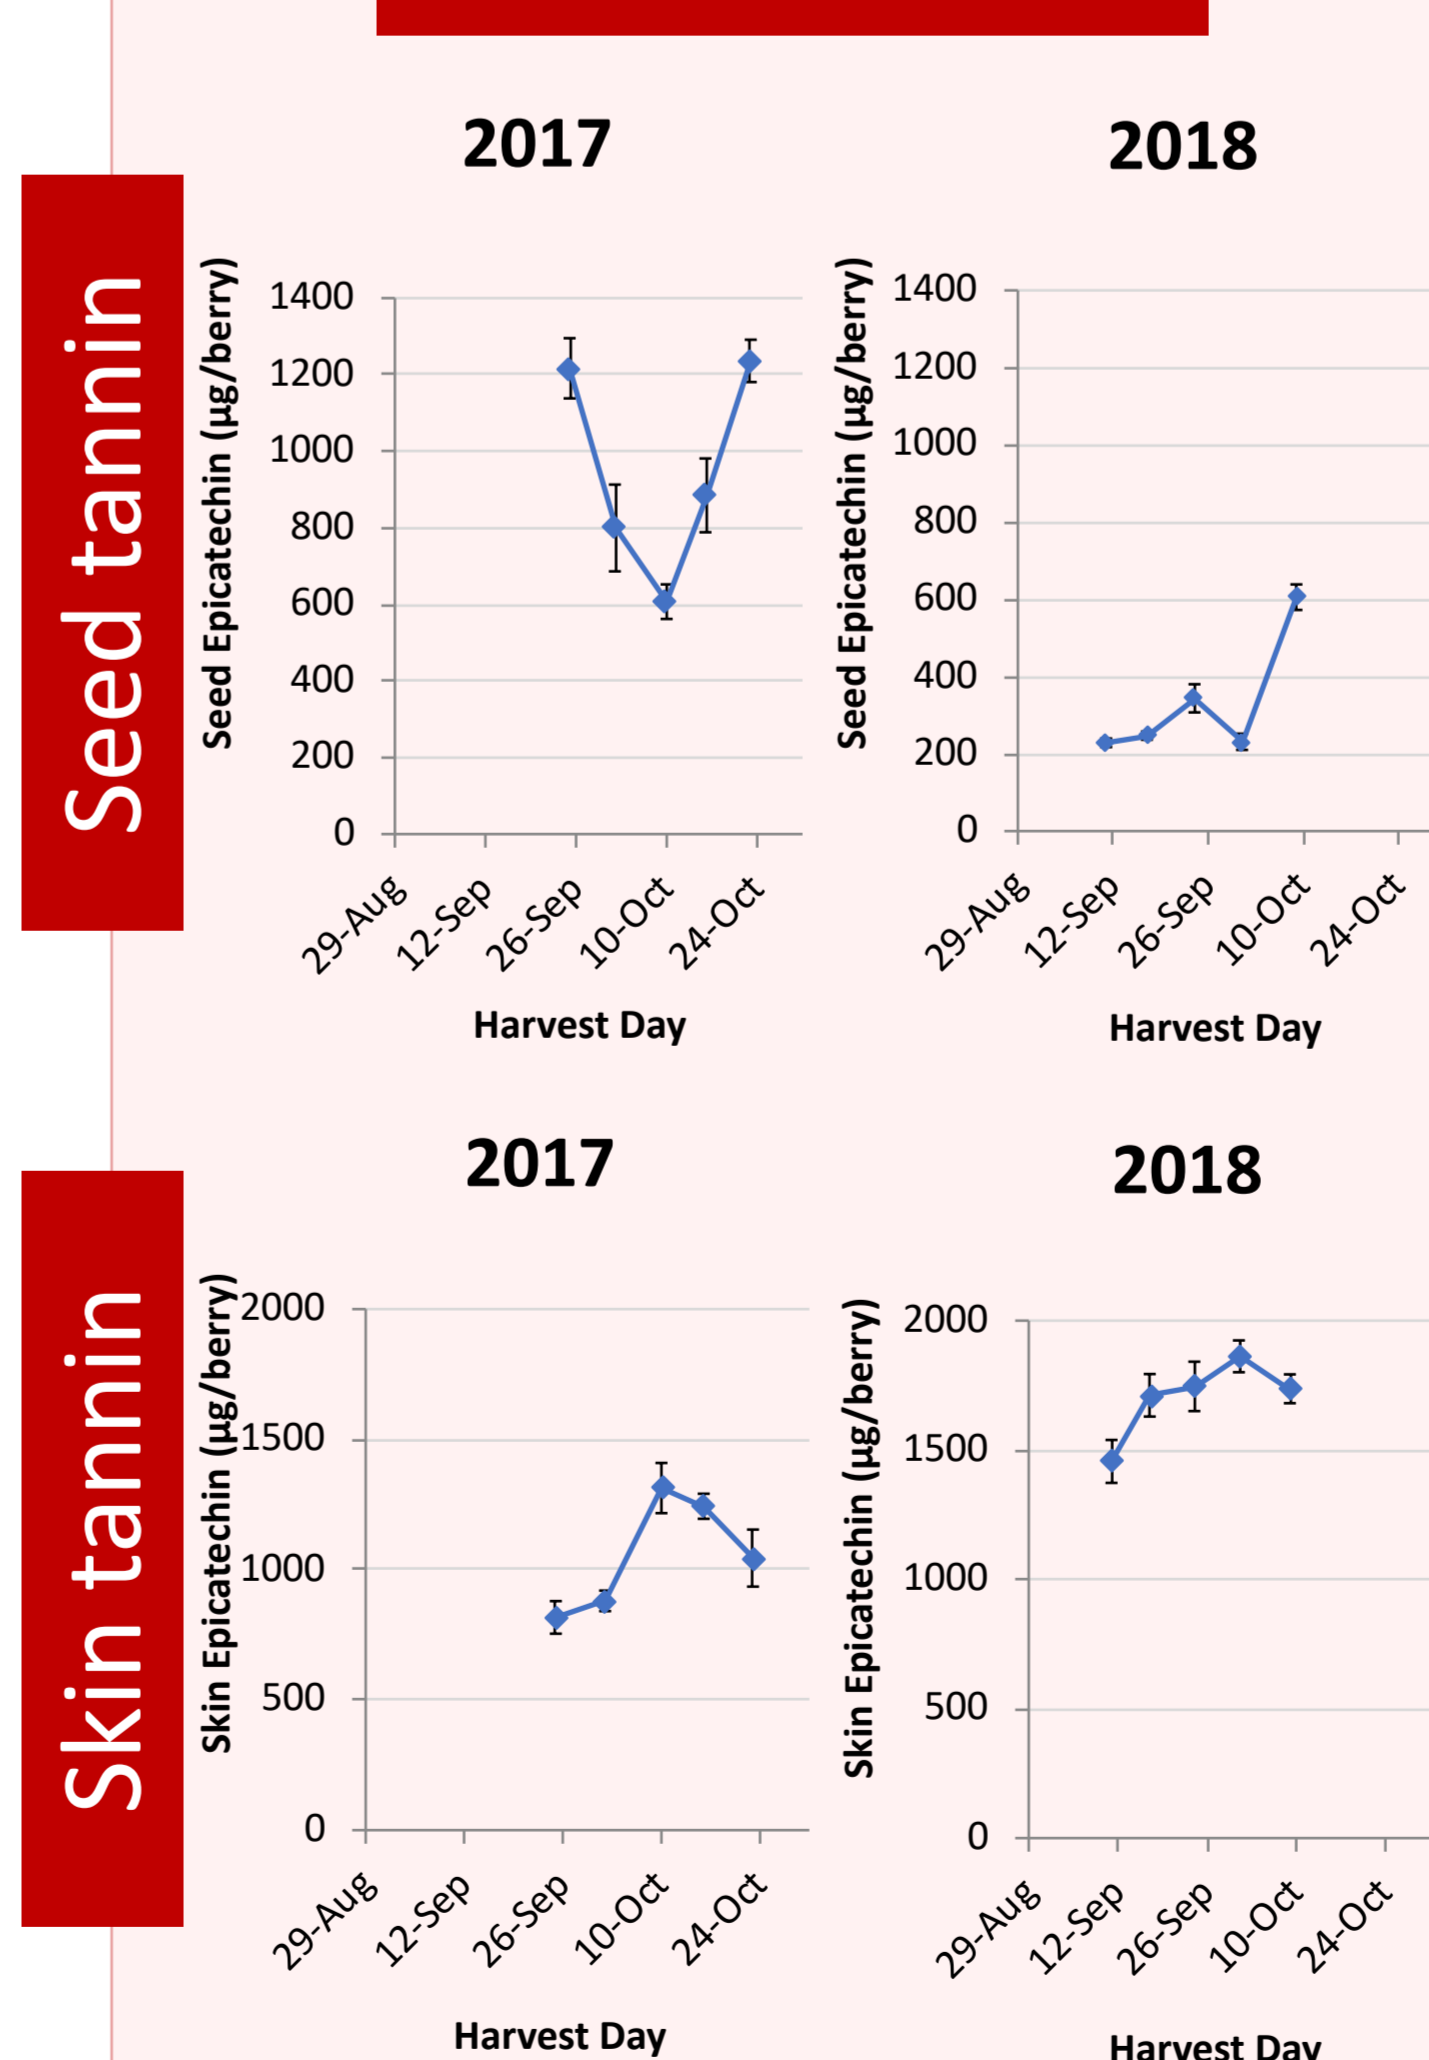 2017
2018
Seed tannin
Seed Epicatechin (µg/berry)
1400
1200
1000
800
600
400
200
0
29-Aug
12-Sep
26-Sep
10-Oct
24-Oct
Harvest Day
Seed Epicatechin (µg/berry)
1400
1200
1000
800
600
400
200
0
29-Aug
12-Sep
26-Sep
10-Oct
24-Oct
Harvest Day
2017
2018
Skin tannin
Skin Epicatechin (µg/berry)
2000
1500
1000
500
0
29-Aug
12-Sep
26-Sep
10-Oct
24-Oct
Harvest Day
Skin Epicatechin (µg/berry)
2000
1500
1000
500
0
29-Aug
12-Sep
26-Sep
10-Oct
24-Oct
Harvest Day